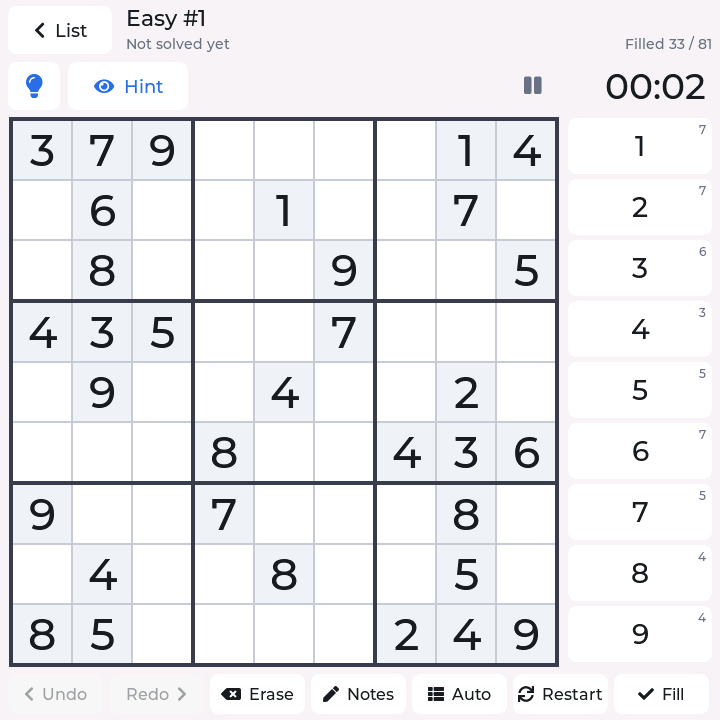 List
Easy #1
Not solved yet
Filled 33 / 81
Hint
00:02
3 7 9 1 4
6 1 7
8 9 5
4 3 5 7
9 4 2
8 4 3 6
9 7 8
4 8 5
8 5 2 4 9
1 7
2 7
3 6
4 3
5 5
6 7
7 5
8 4
9 4
Undo
Redo
Erase
Notes
Auto
Restart
Fill